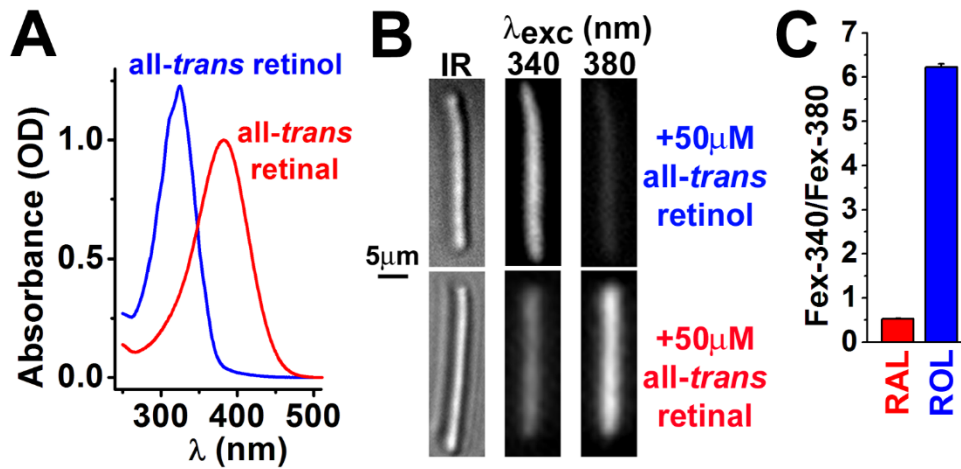 A
all-trans retinol
all-trans
retinal
Absorbance (OD)
1.0
0.5
0.0
300 400 500
λ (nm)
B
λexc (nm)
IR 340 380
5μm
+50μM
all-trans
retinol
+50μM
all-trans
retinal
C
Fex-340/Fex-380
7
6
5
4
3
2
1
0
RAL
ROL